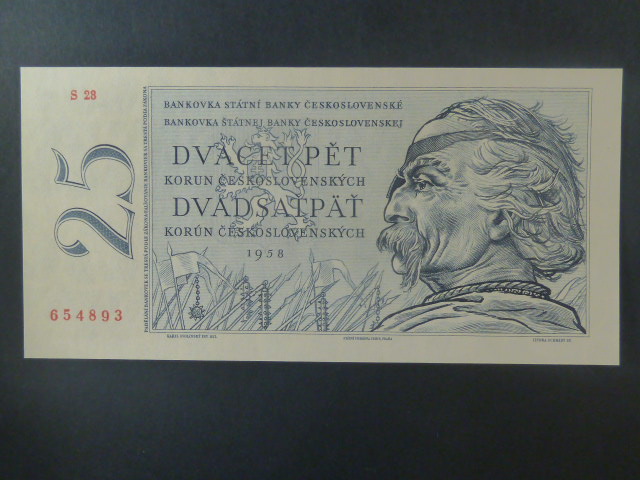 S 28
25
654893
BANKOVKA STÁTNÍ BANKY ČESKOSLOVENSKÉ
BANKOVKA ŠTÁTNEJ BANKY ČESKOSLOVENSKEJ
DVACET PĚT
KORUN ČESKOSLOVENSKÝCH
DVADSAŤPÄŤ
KORÚN ČESKOSLOVENSKÝCH
1958